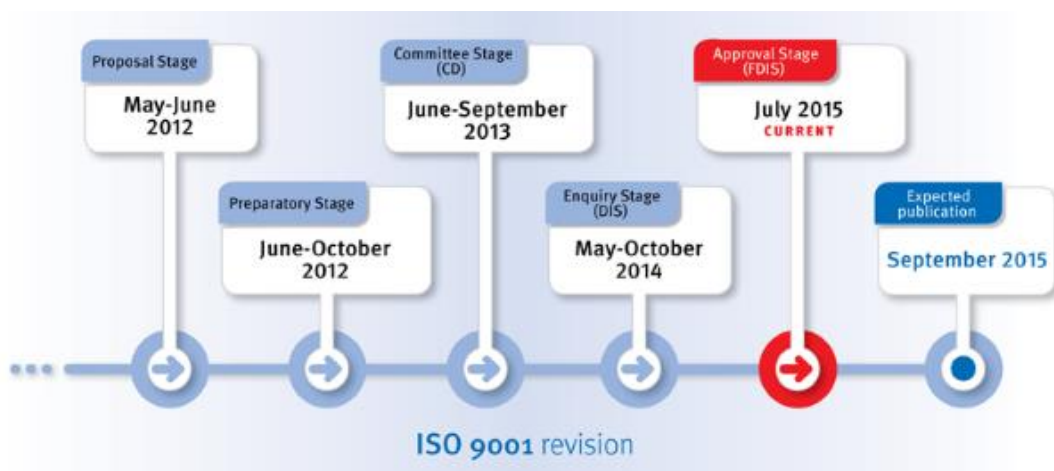 Proposal Stage
May-June
2012
Preparatory Stage
June-October
2012
Committee Stage
(CD)
June-September
2013
Enquiry Stage
(DIS)
May-October
2014
Approval Stage
(FDIS)
July 2015
CURRENT
Expected
publication
September 2015
ISO 9001 revision